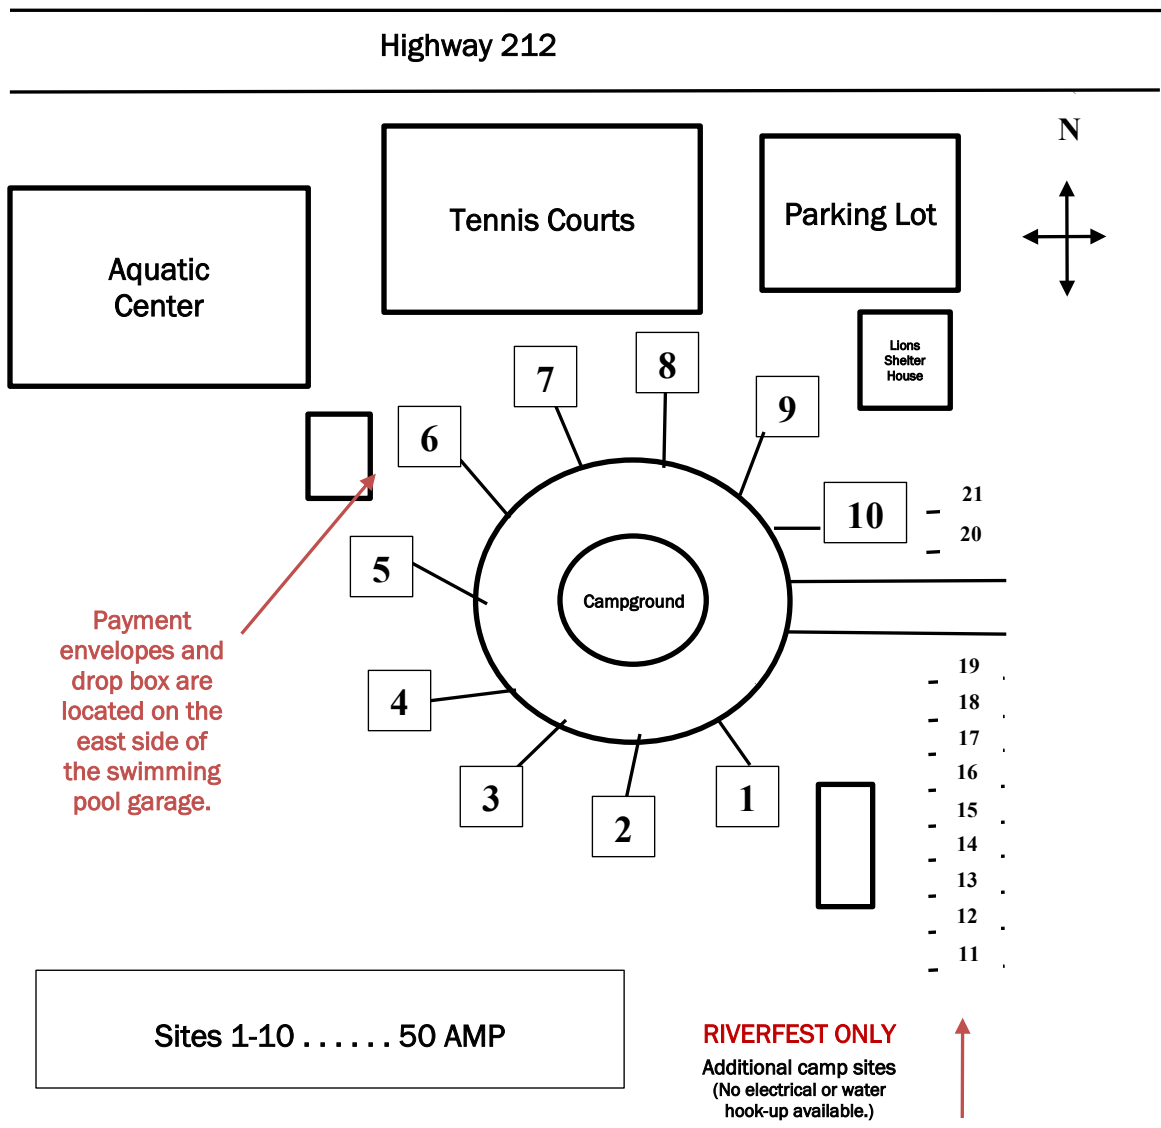 Highway 212
N
Tennis Courts
Parking Lot
Aquatic
Center
Lions
Shelter
House
7
8
9
6
10
21
20
5
Campground
Payment
envelopes and
drop box are
located on the
east side of
the swimming
pool garage.
4
19
18
17
16
3
1
2
15
14
13
12
11
Sites 1-10 . . . . . . 50 AMP
RIVERFEST ONLY
Additional camp sites
(No electrical or water
hook-up available.)